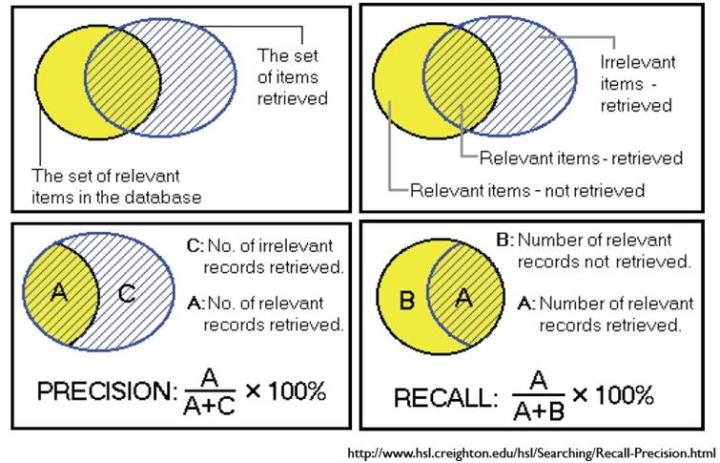 The set
of items
retrieved
The set of relevant
items in the database
Irrelevant
items -
retrieved
Relevant items - retrieved
Relevant items - not retrieved
A
C
C: No. of irrelevant
records retrieved.
A: No. of relevant
records retrieved.
PRECISION: A / A+C × 100%
B
A
B: Number of relevant
records not retrieved.
A: Number of relevant
records retrieved.
RECALL: A / A+B × 100%
http://www.hsl.creighton.edu/hsl/Searching/Recall-Precision.html